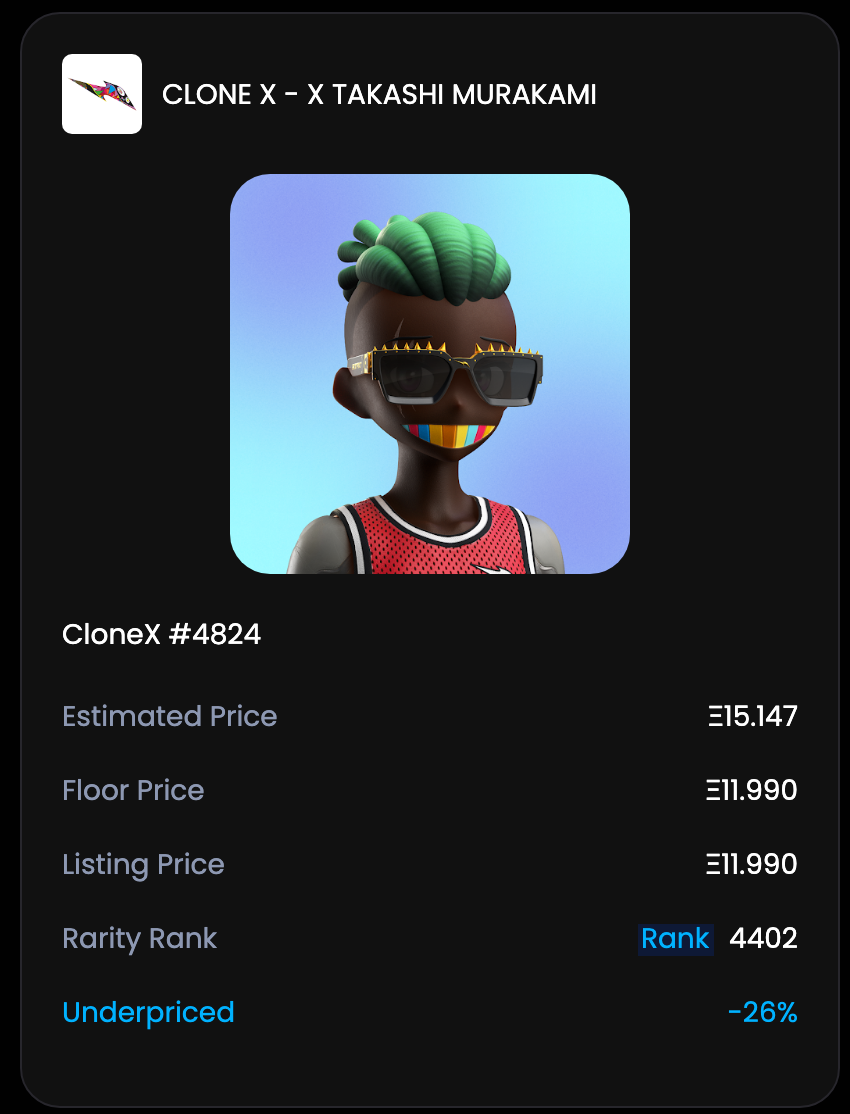 CLONE X - X TAKASHI MURAKAMI
CloneX #4824
Estimated Price Ξ15.147
Floor Price Ξ11.990
Listing Price Ξ11.990
Rarity Rank Rank 4402
Underpriced -26%